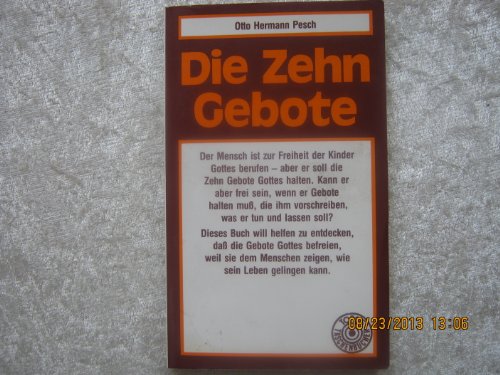 Otto Hermann Pesch
Die Zehn
Gebote
Der Mensch ist zur Freiheit der Kinder
Gottes berufen – aber er soll die
Zehn Gebote Gottes halten. Kann er
aber frei sein, wenn er Gebote
halten muß, die ihm vorschreiben,
was er tun und lassen soll?
Dieses Buch will helfen zu entdecken,
daß die Gebote Gottes befreien,
weil sie dem Menschen zeigen, wie
sein Leben gelingen kann.
08/23/2013 13:06